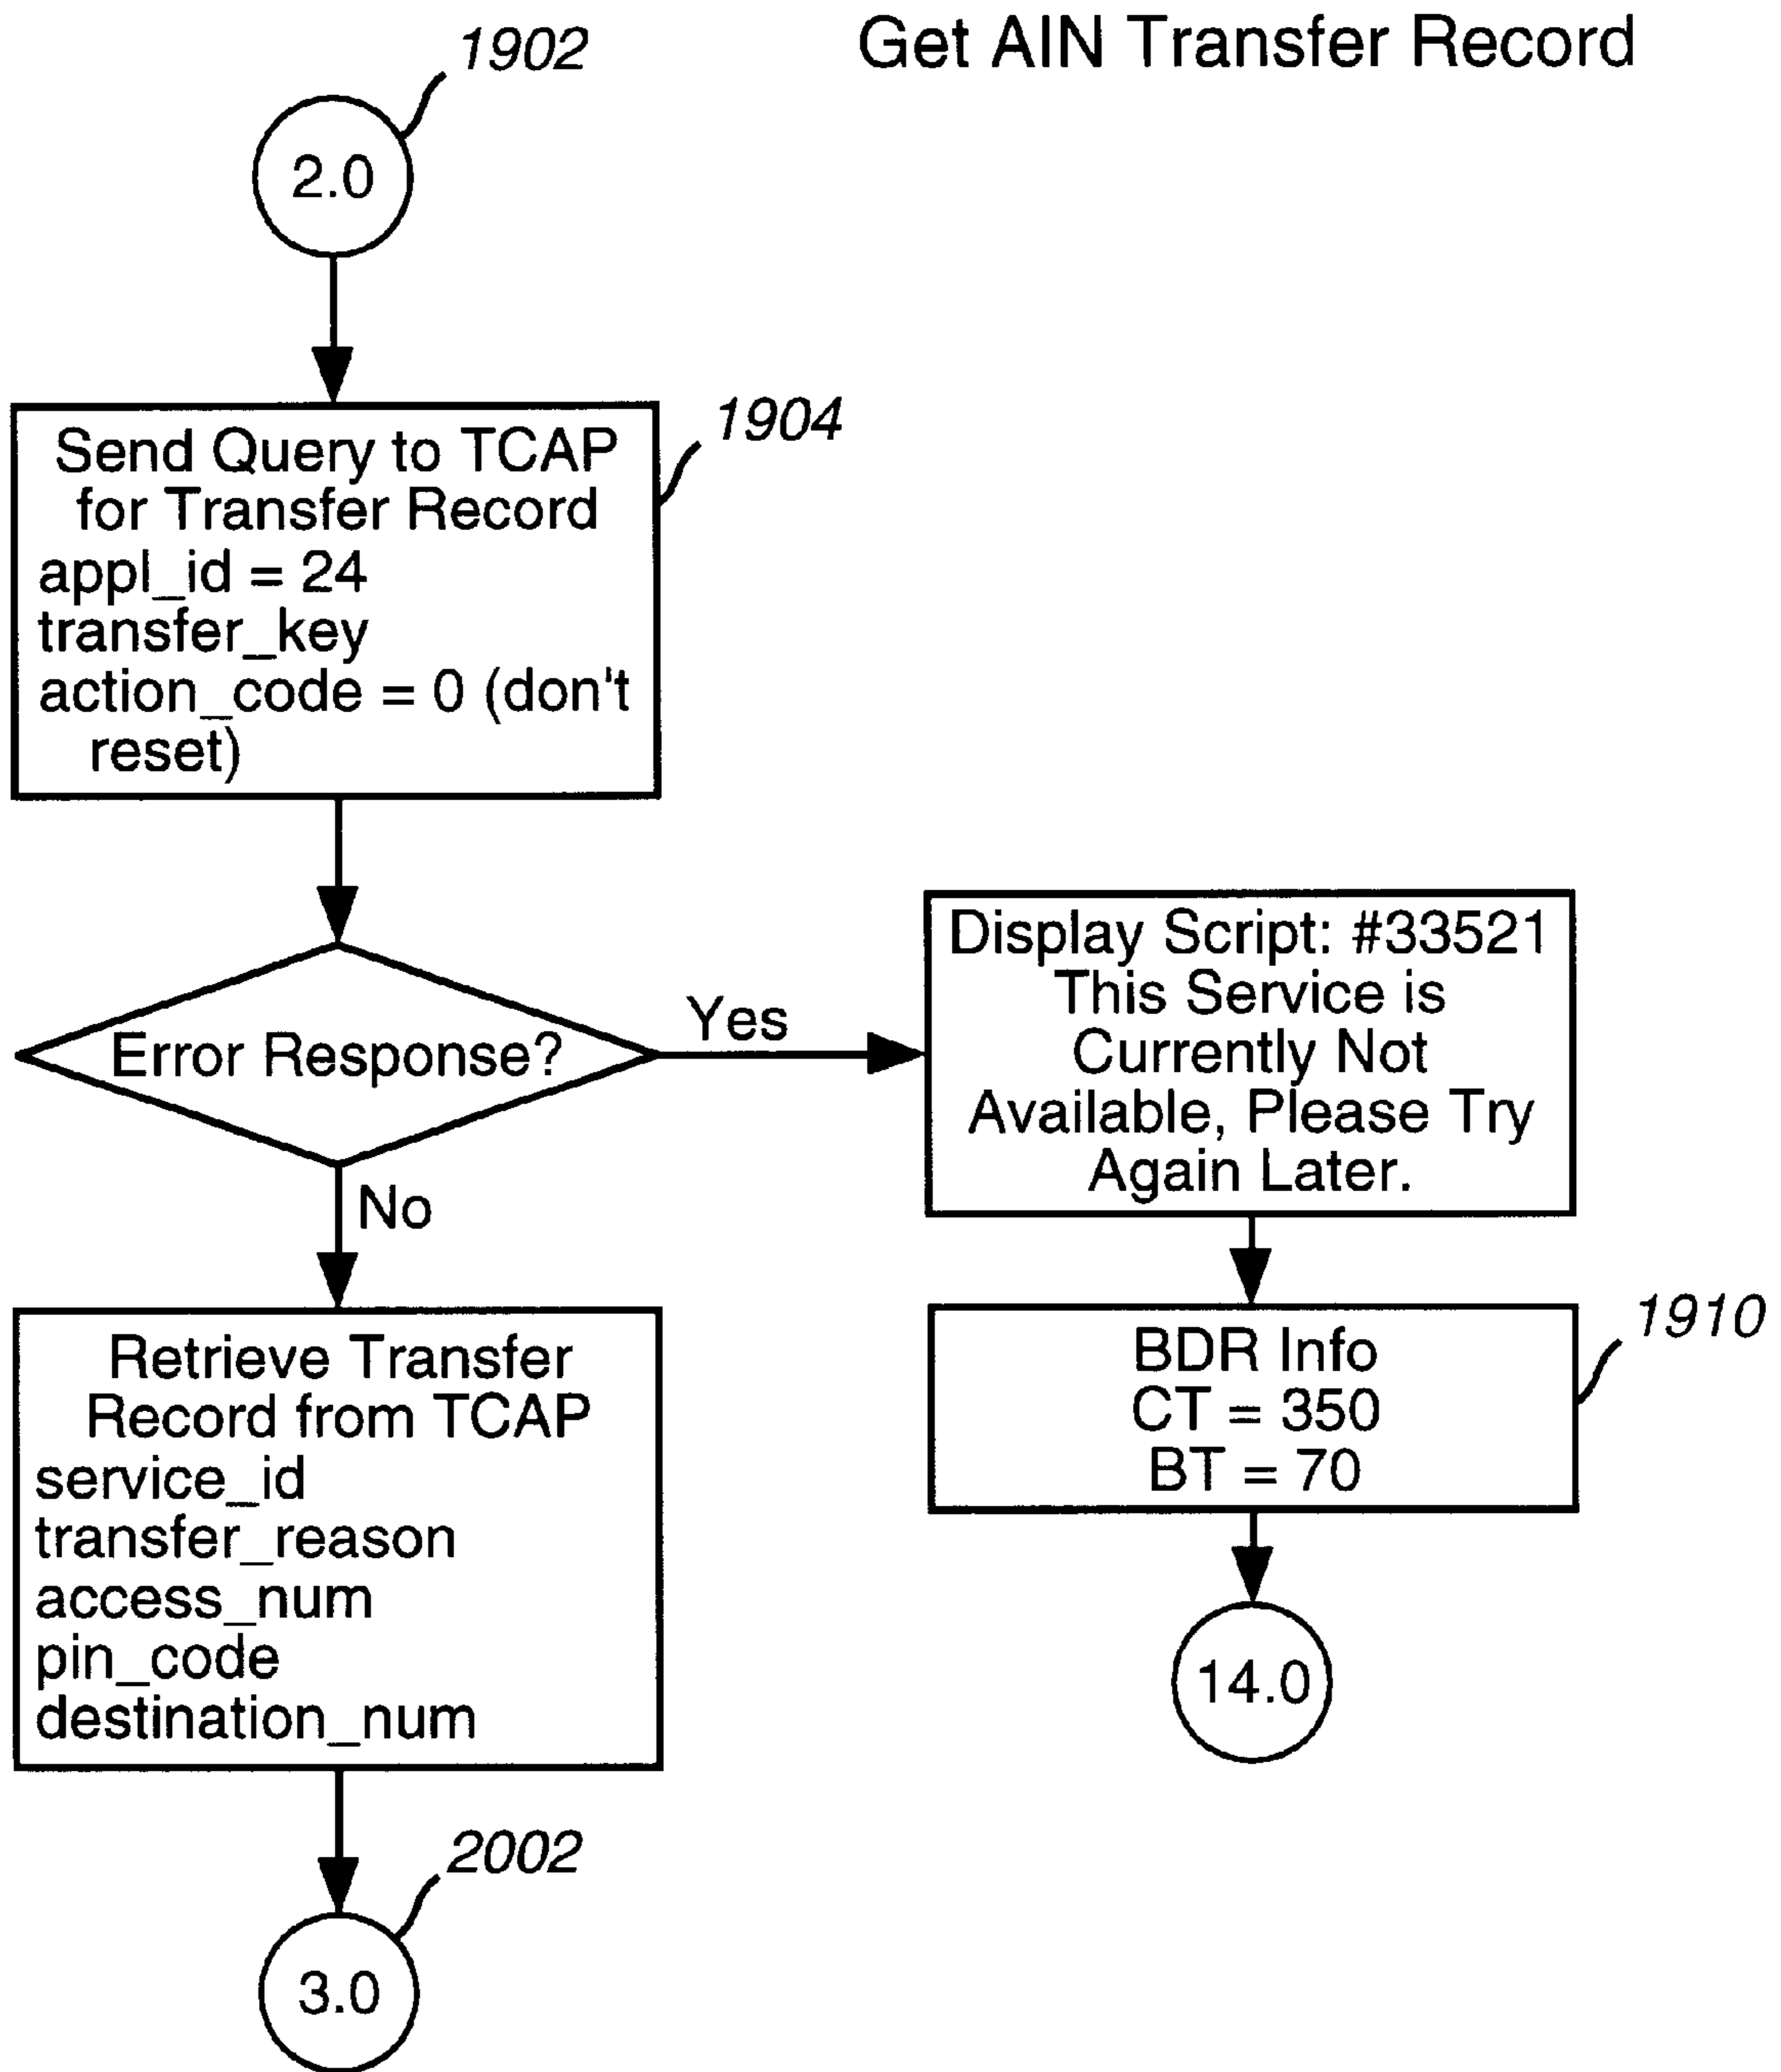 Get AIN Transfer Record
1902
2.0
1904
Send Query to TCAP
for Transfer Record
appl_id = 24
transfer_key
action_code = 0 (don't
reset)
Error Response?
Yes
No
Display Script: #33521
This Service is
Currently Not
Available, Please Try
Again Later.
1910
BDR Info
CT = 350
BT = 70
14.0
Retrieve Transfer
Record from TCAP
service_id
transfer_reason
access_num
pin_code
destination_num
2002
3.0